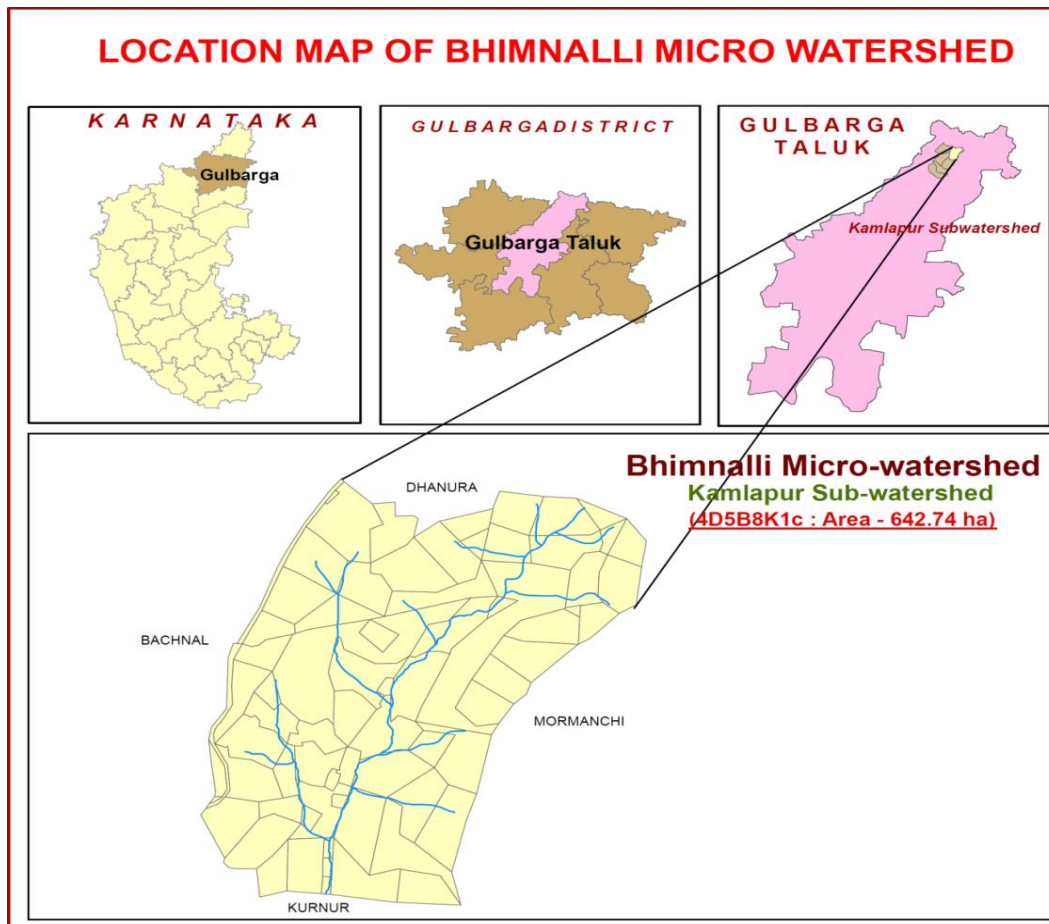 LOCATION MAP OF BHIMNALLI MICRO WATERSHED
KARNATAKA
Gulbarga
GULBARGADISTRICT
Gulbarga Taluk
GULBARGA
TALUK
Kamlapur Subwatershed
Bhimnalli Micro-watershed
Kamlapur Sub-watershed
(4D5B8K1c : Area - 642.74 ha)
DHANURA
BACHNAL
MORMANCHI
KURNUR